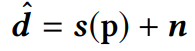 d̂ = s(p) + n